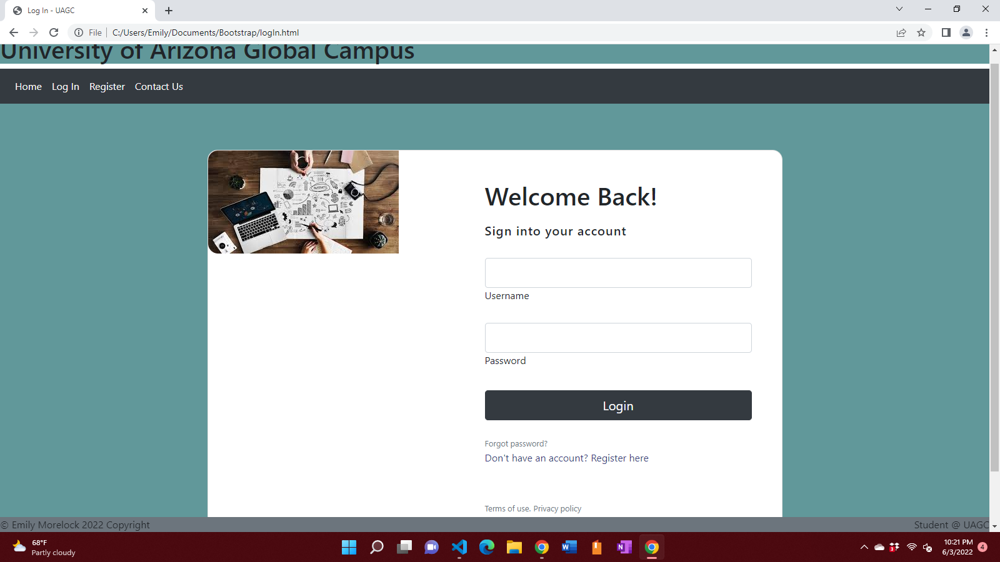 Log In - UAGC
File
C:/Users/Emily/Documents/Bootstrap/logIn.html
University of Arizona Global Campus
Home Log In Register Contact Us
BUSINESS
Welcome Back!
Sign into your account
Username
Password
Login
Forgot password?
Don't have an account? Register here
Terms of use. Privacy policy
© Emily Morelock 2022 Copyright
Student @ UAGC
68°F
Partly cloudy
10:21 PM
6/3/2022
4